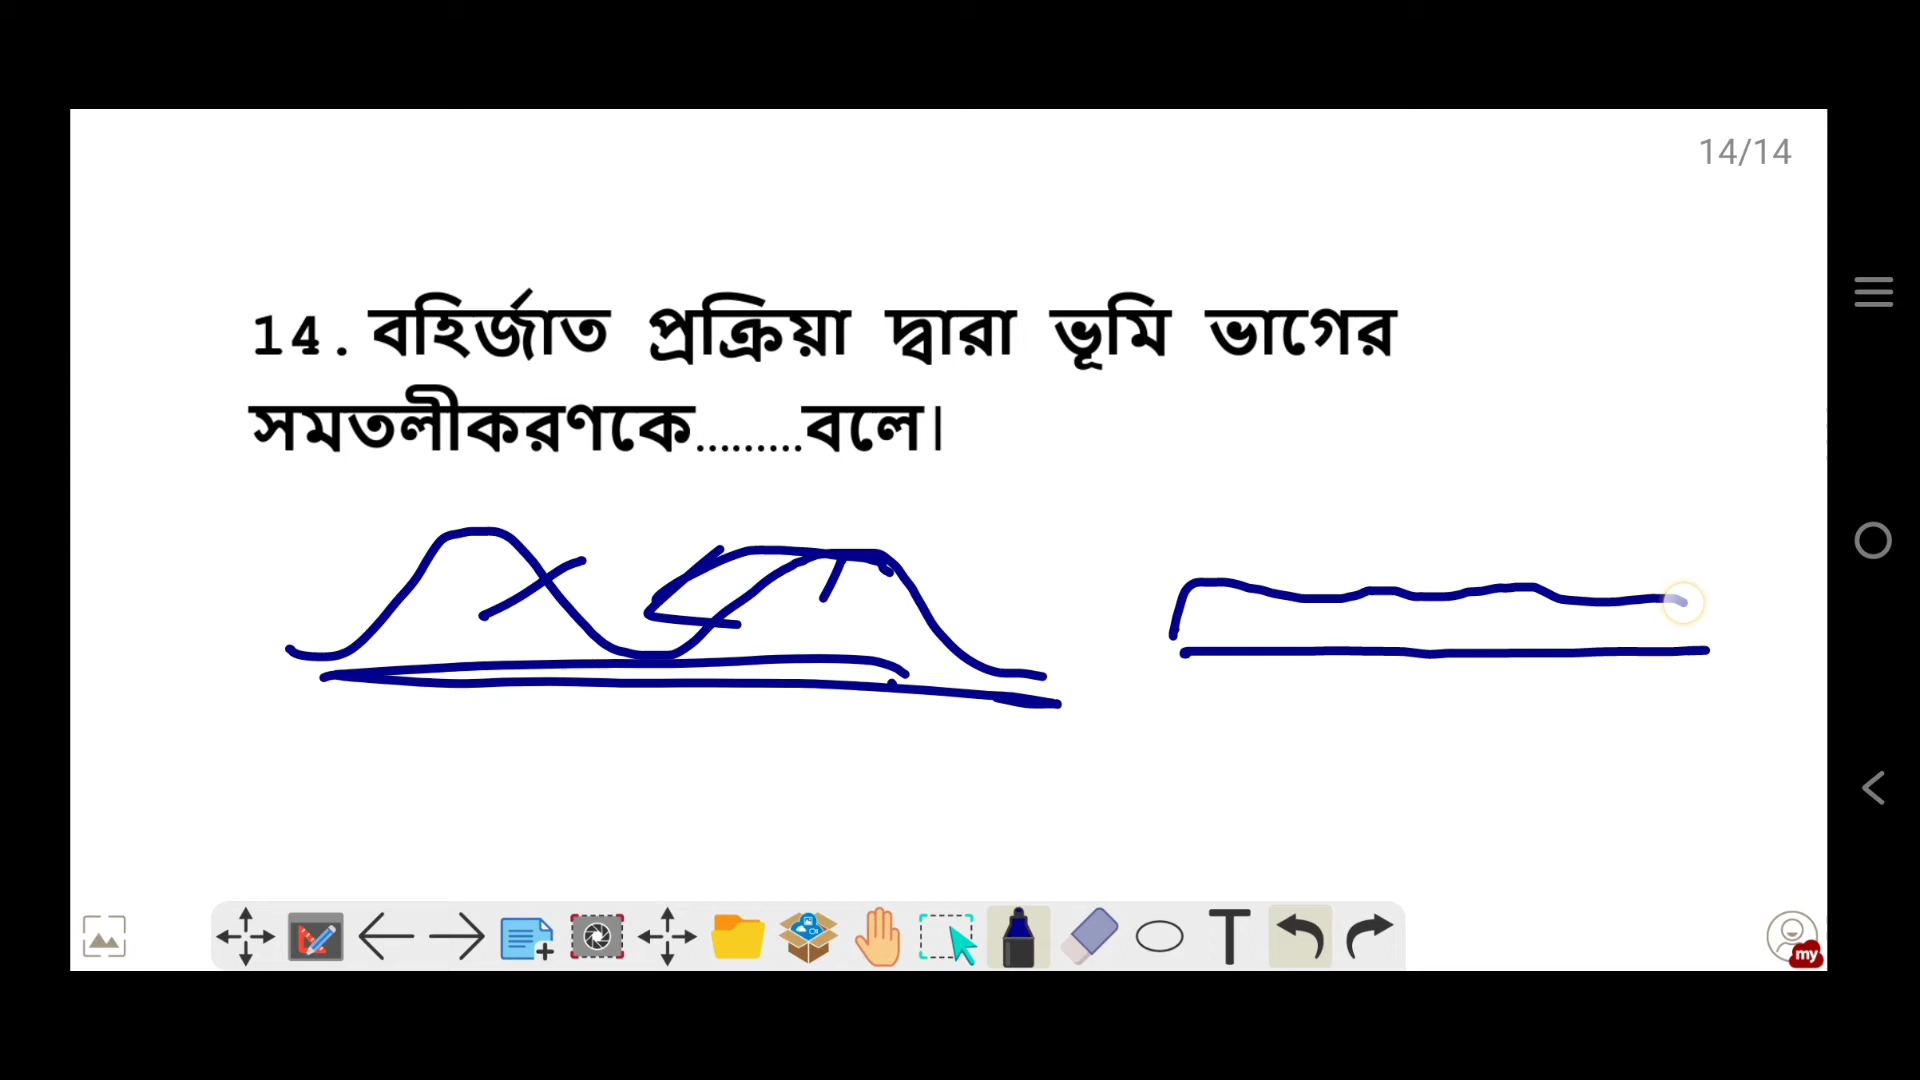 14/14
14. বহির্জাত প্রক্রিয়া দ্বারা ভূমি ভাগের
সমতলীকরণকে.........বলে।
T
my